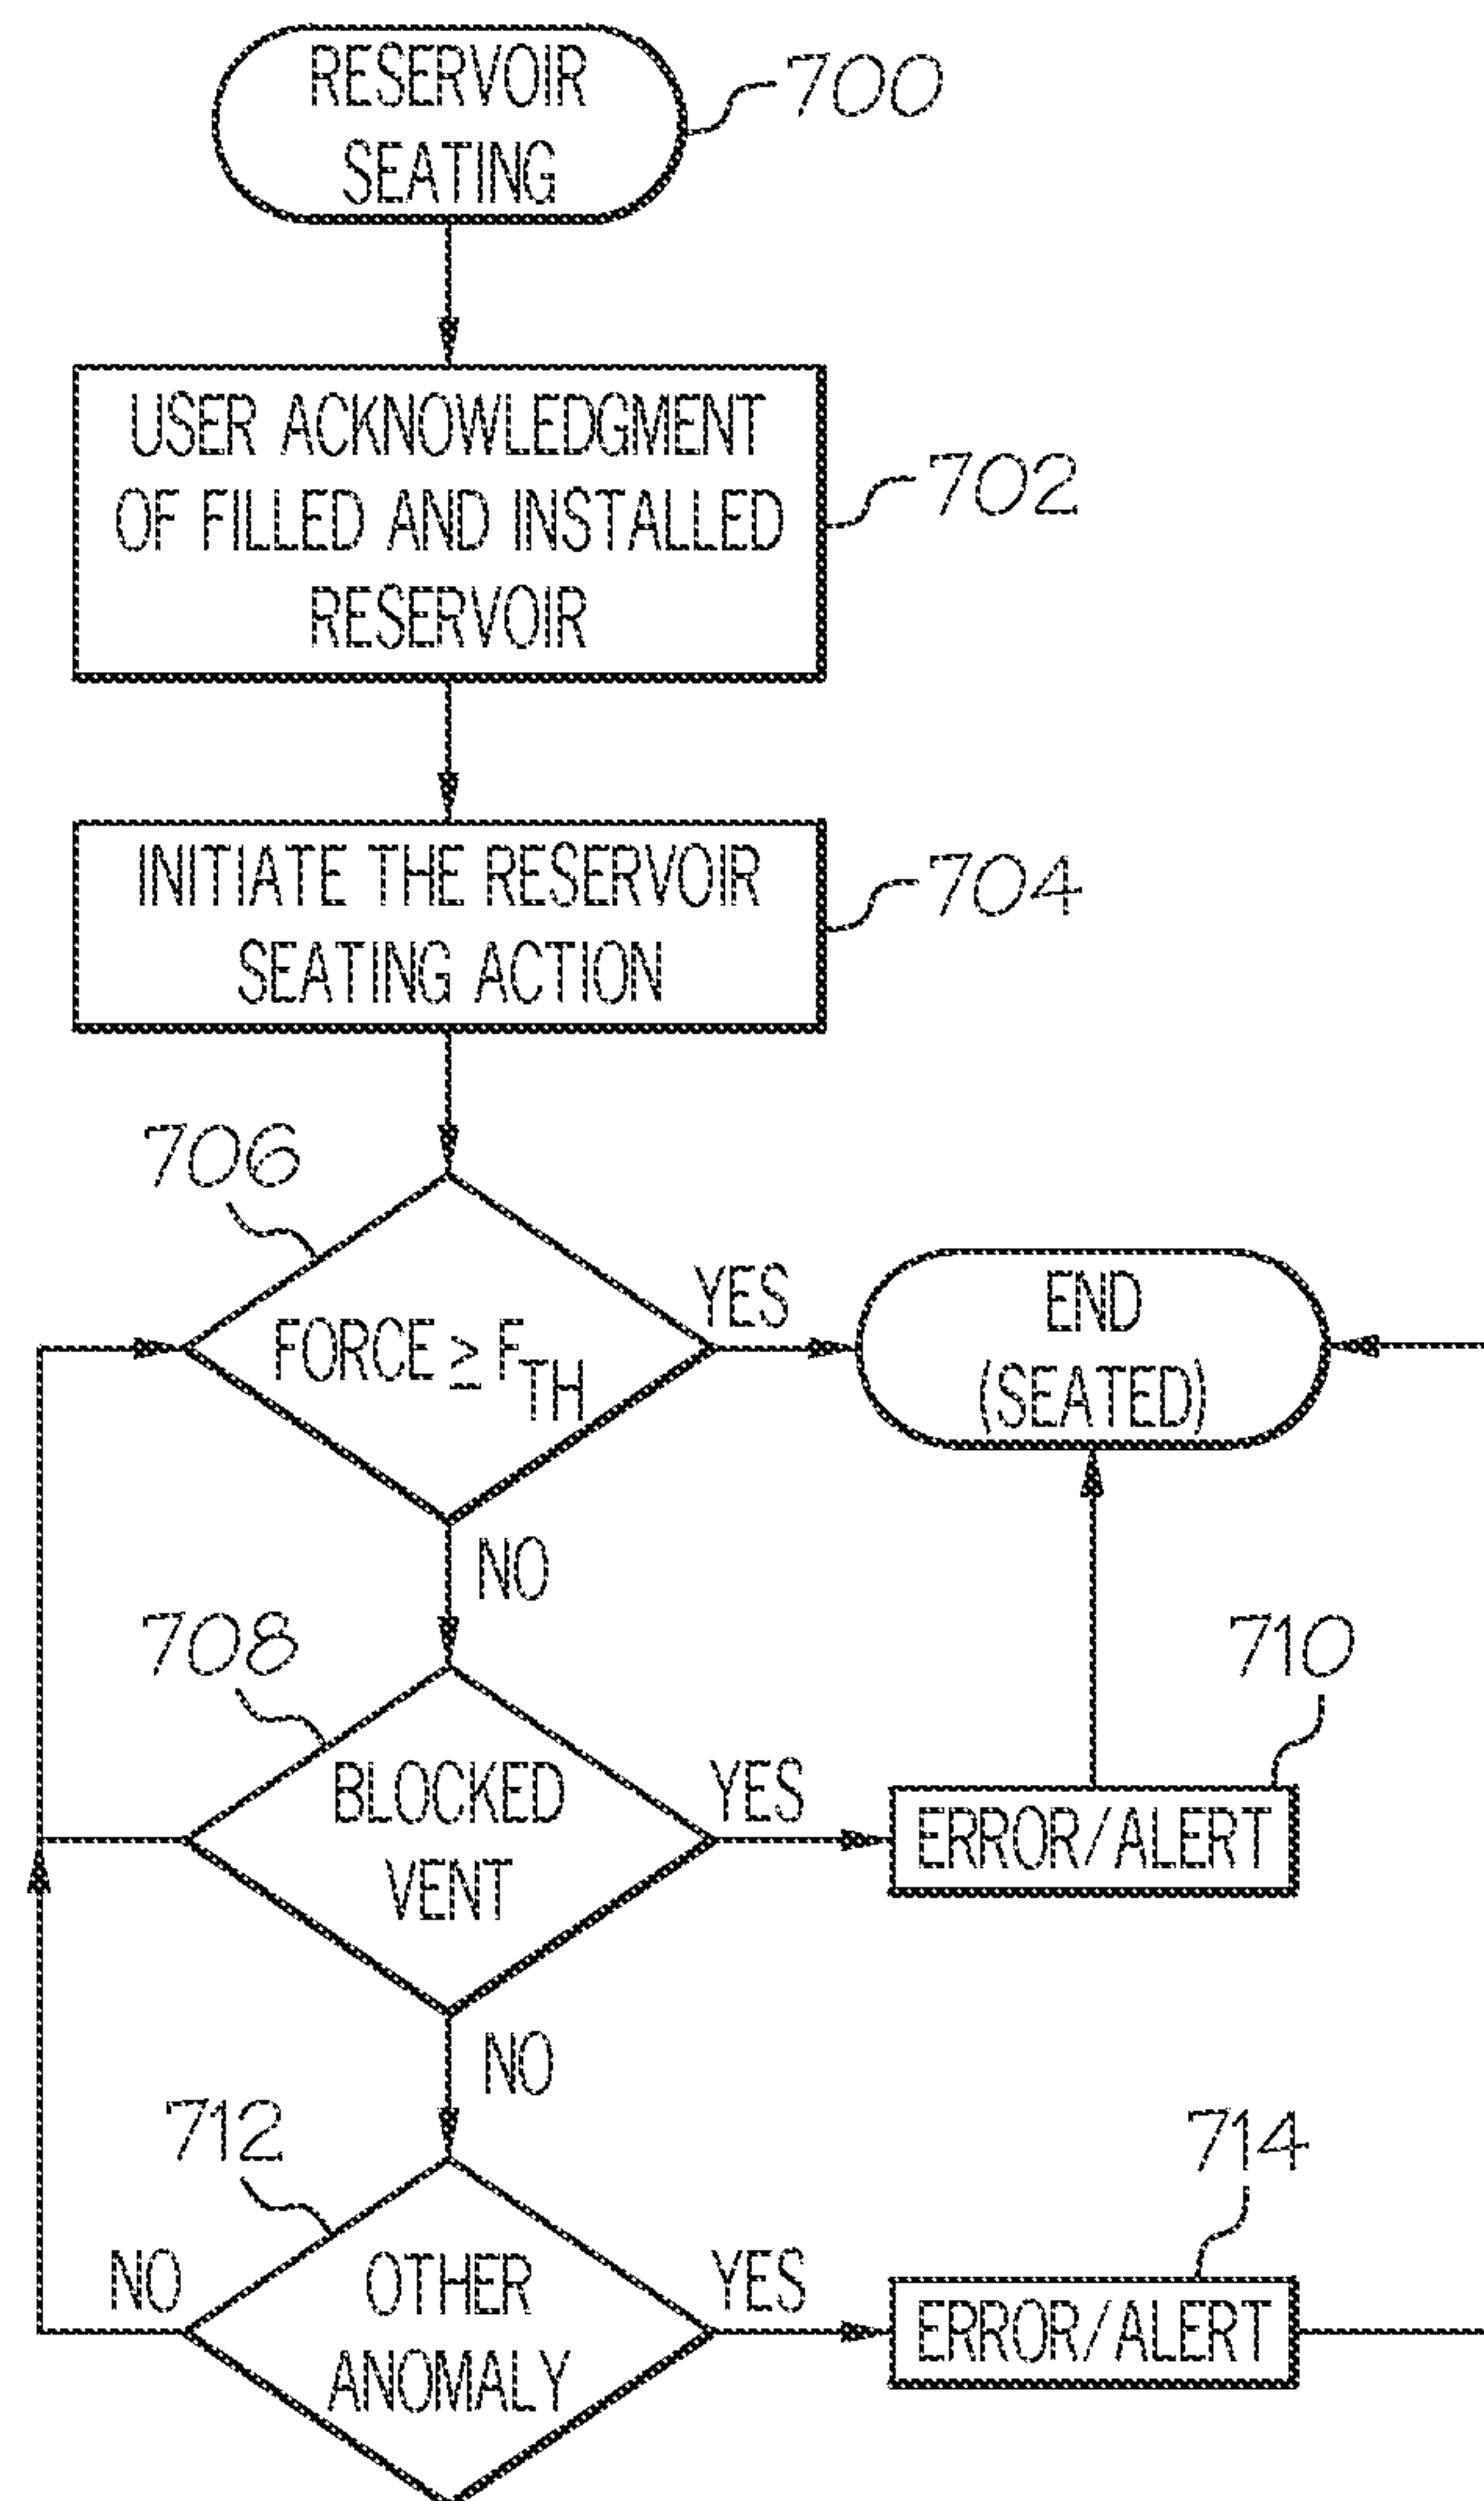 RESERVOIR
SEATING
700
USER ACKNOWLEDGMENT
OF FILLED AND INSTALLED
RESERVOIR
702
INITIATE THE RESERVOIR
SEATING ACTION
704
706
FORCE ≥ FTH
YES
END
(SEATED)
NO
708
BLOCKED
VENT
YES
710
ERROR/ALERT
NO
712
OTHER
ANOMALY
NO
YES
714
ERROR/ALERT